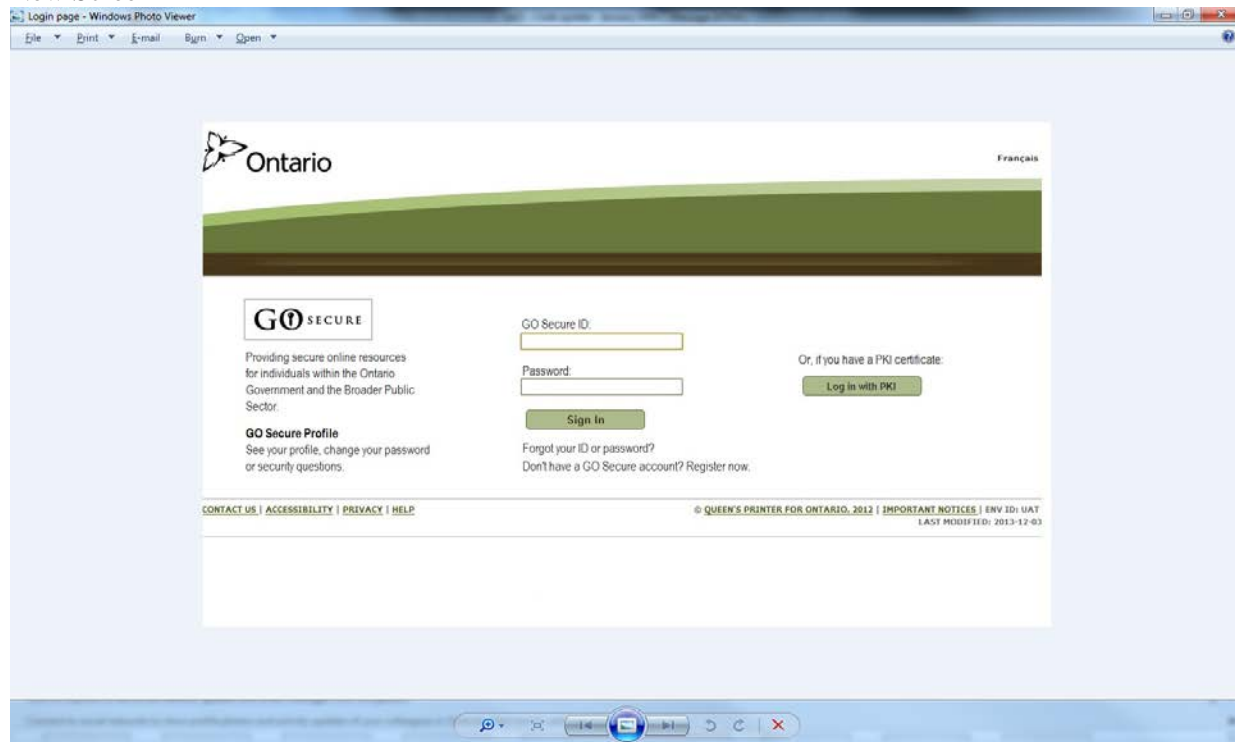 Login page - Windows Photo Viewer
File Print E-mail Burn Open
Ontario
Français
GO SECURE
Providing secure online resources
for individuals within the Ontario
Government and the Broader Public
Sector.
GO Secure Profile
See your profile, change your password
or security questions.
GO Secure ID:
Password:
Sign In
Forgot your ID or password?
Don't have a GO Secure account? Register now.
Or, if you have a PKI certificate:
Log in with PKI
CONTACT US | ACCESSIBILITY | PRIVACY | HELP
© QUEEN'S PRINTER FOR ONTARIO, 2012 | IMPORTANT NOTICES | ENV ID: UAT
LAST MODIFIED: 2013-12-03